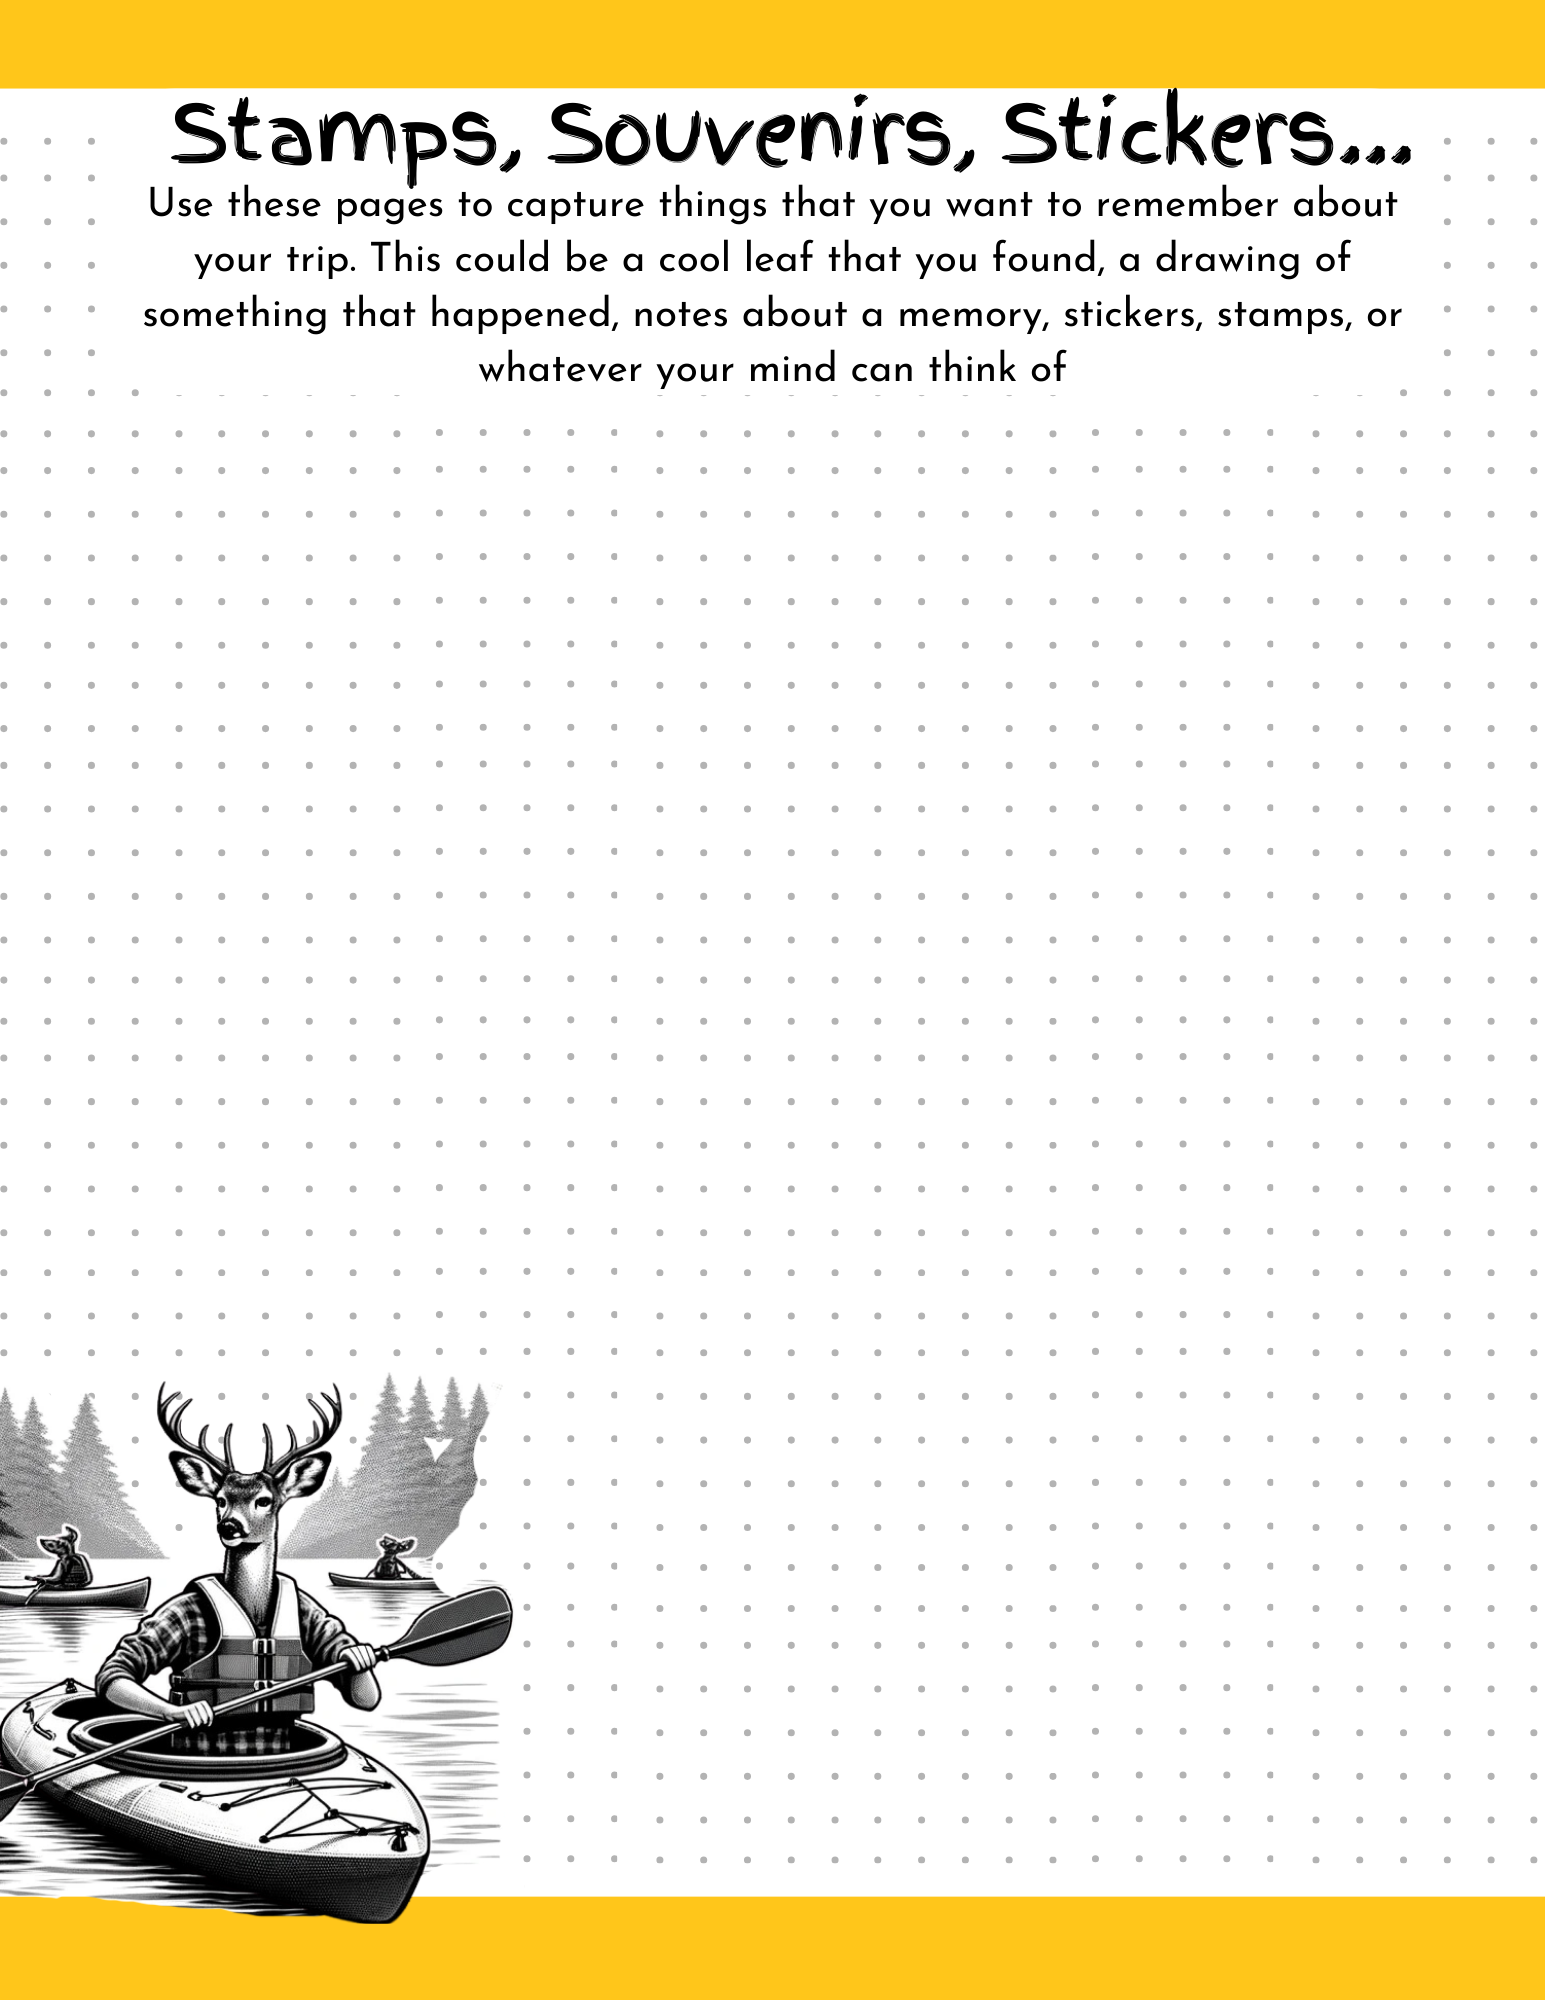 Stamps, Souvenirs, Stickers...
Use these pages to capture things that you want to remember about
your trip. This could be a cool leaf that you found, a drawing of
something that happened, notes about a memory, stickers, stamps, or
whatever your mind can think of